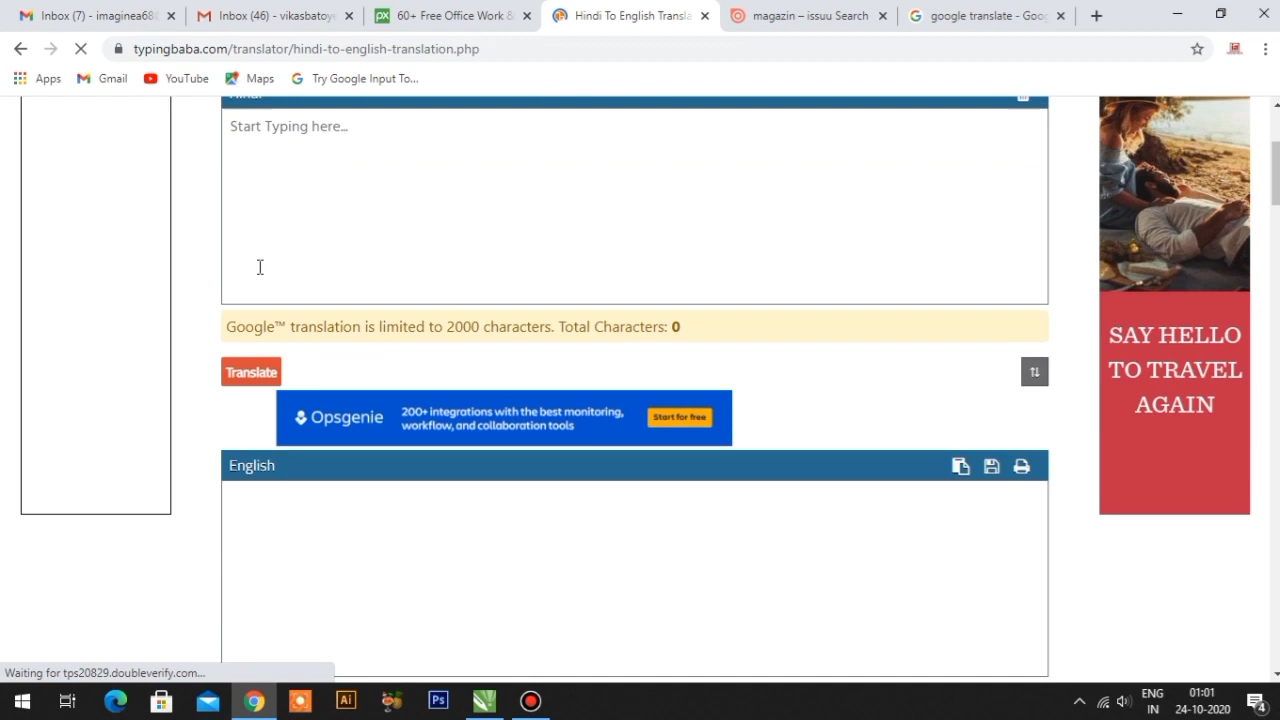 Inbox (7) - imaginea68
Inbox (46) - vikasbatoy
60+ Free Office Work &
Hindi To English Transla
magazin – issuu Search
google translate - Goog
typingbaba.com/translator/hindi-to-english-translation.php
Apps
Gmail
YouTube
Maps
Try Google Input To...
Start Typing here...
Google™ translation is limited to 2000 characters. Total Characters: 0
Translate
Opsgenie
200+ integrations with the best monitoring,
workflow, and collaboration tools
Start for free
English
SAY HELLO
TO TRAVEL
AGAIN
Waiting for tps20829.doubleverify.com...
Ai
Ps
ENG
IN
01:01
24-10-2020
4